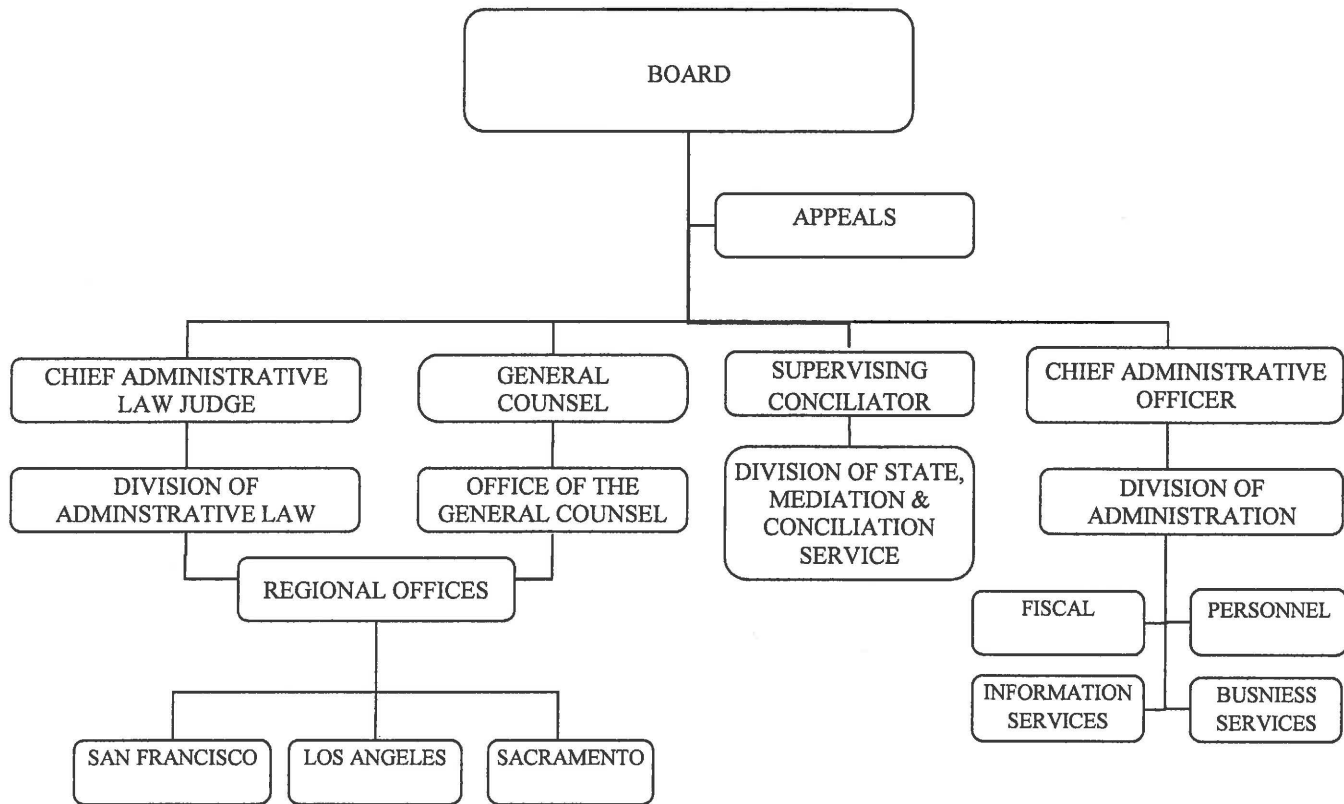 BOARD
APPEALS
CHIEF ADMINISTRATIVE
LAW JUDGE
GENERAL
COUNSEL
SUPERVISING
CONCILIATOR
CHIEF ADMINISTRATIVE
OFFICER
DIVISION OF
ADMINSTRATIVE LAW
OFFICE OF THE
GENERAL COUNSEL
DIVISION OF STATE,
MEDIATION &
CONCILIATION
SERVICE
DIVISION OF
ADMINISTRATION
REGIONAL OFFICES
FISCAL
PERSONNEL
INFORMATION
SERVICES
BUSNIESS
SERVICES
SAN FRANCISCO
LOS ANGELES
SACRAMENTO